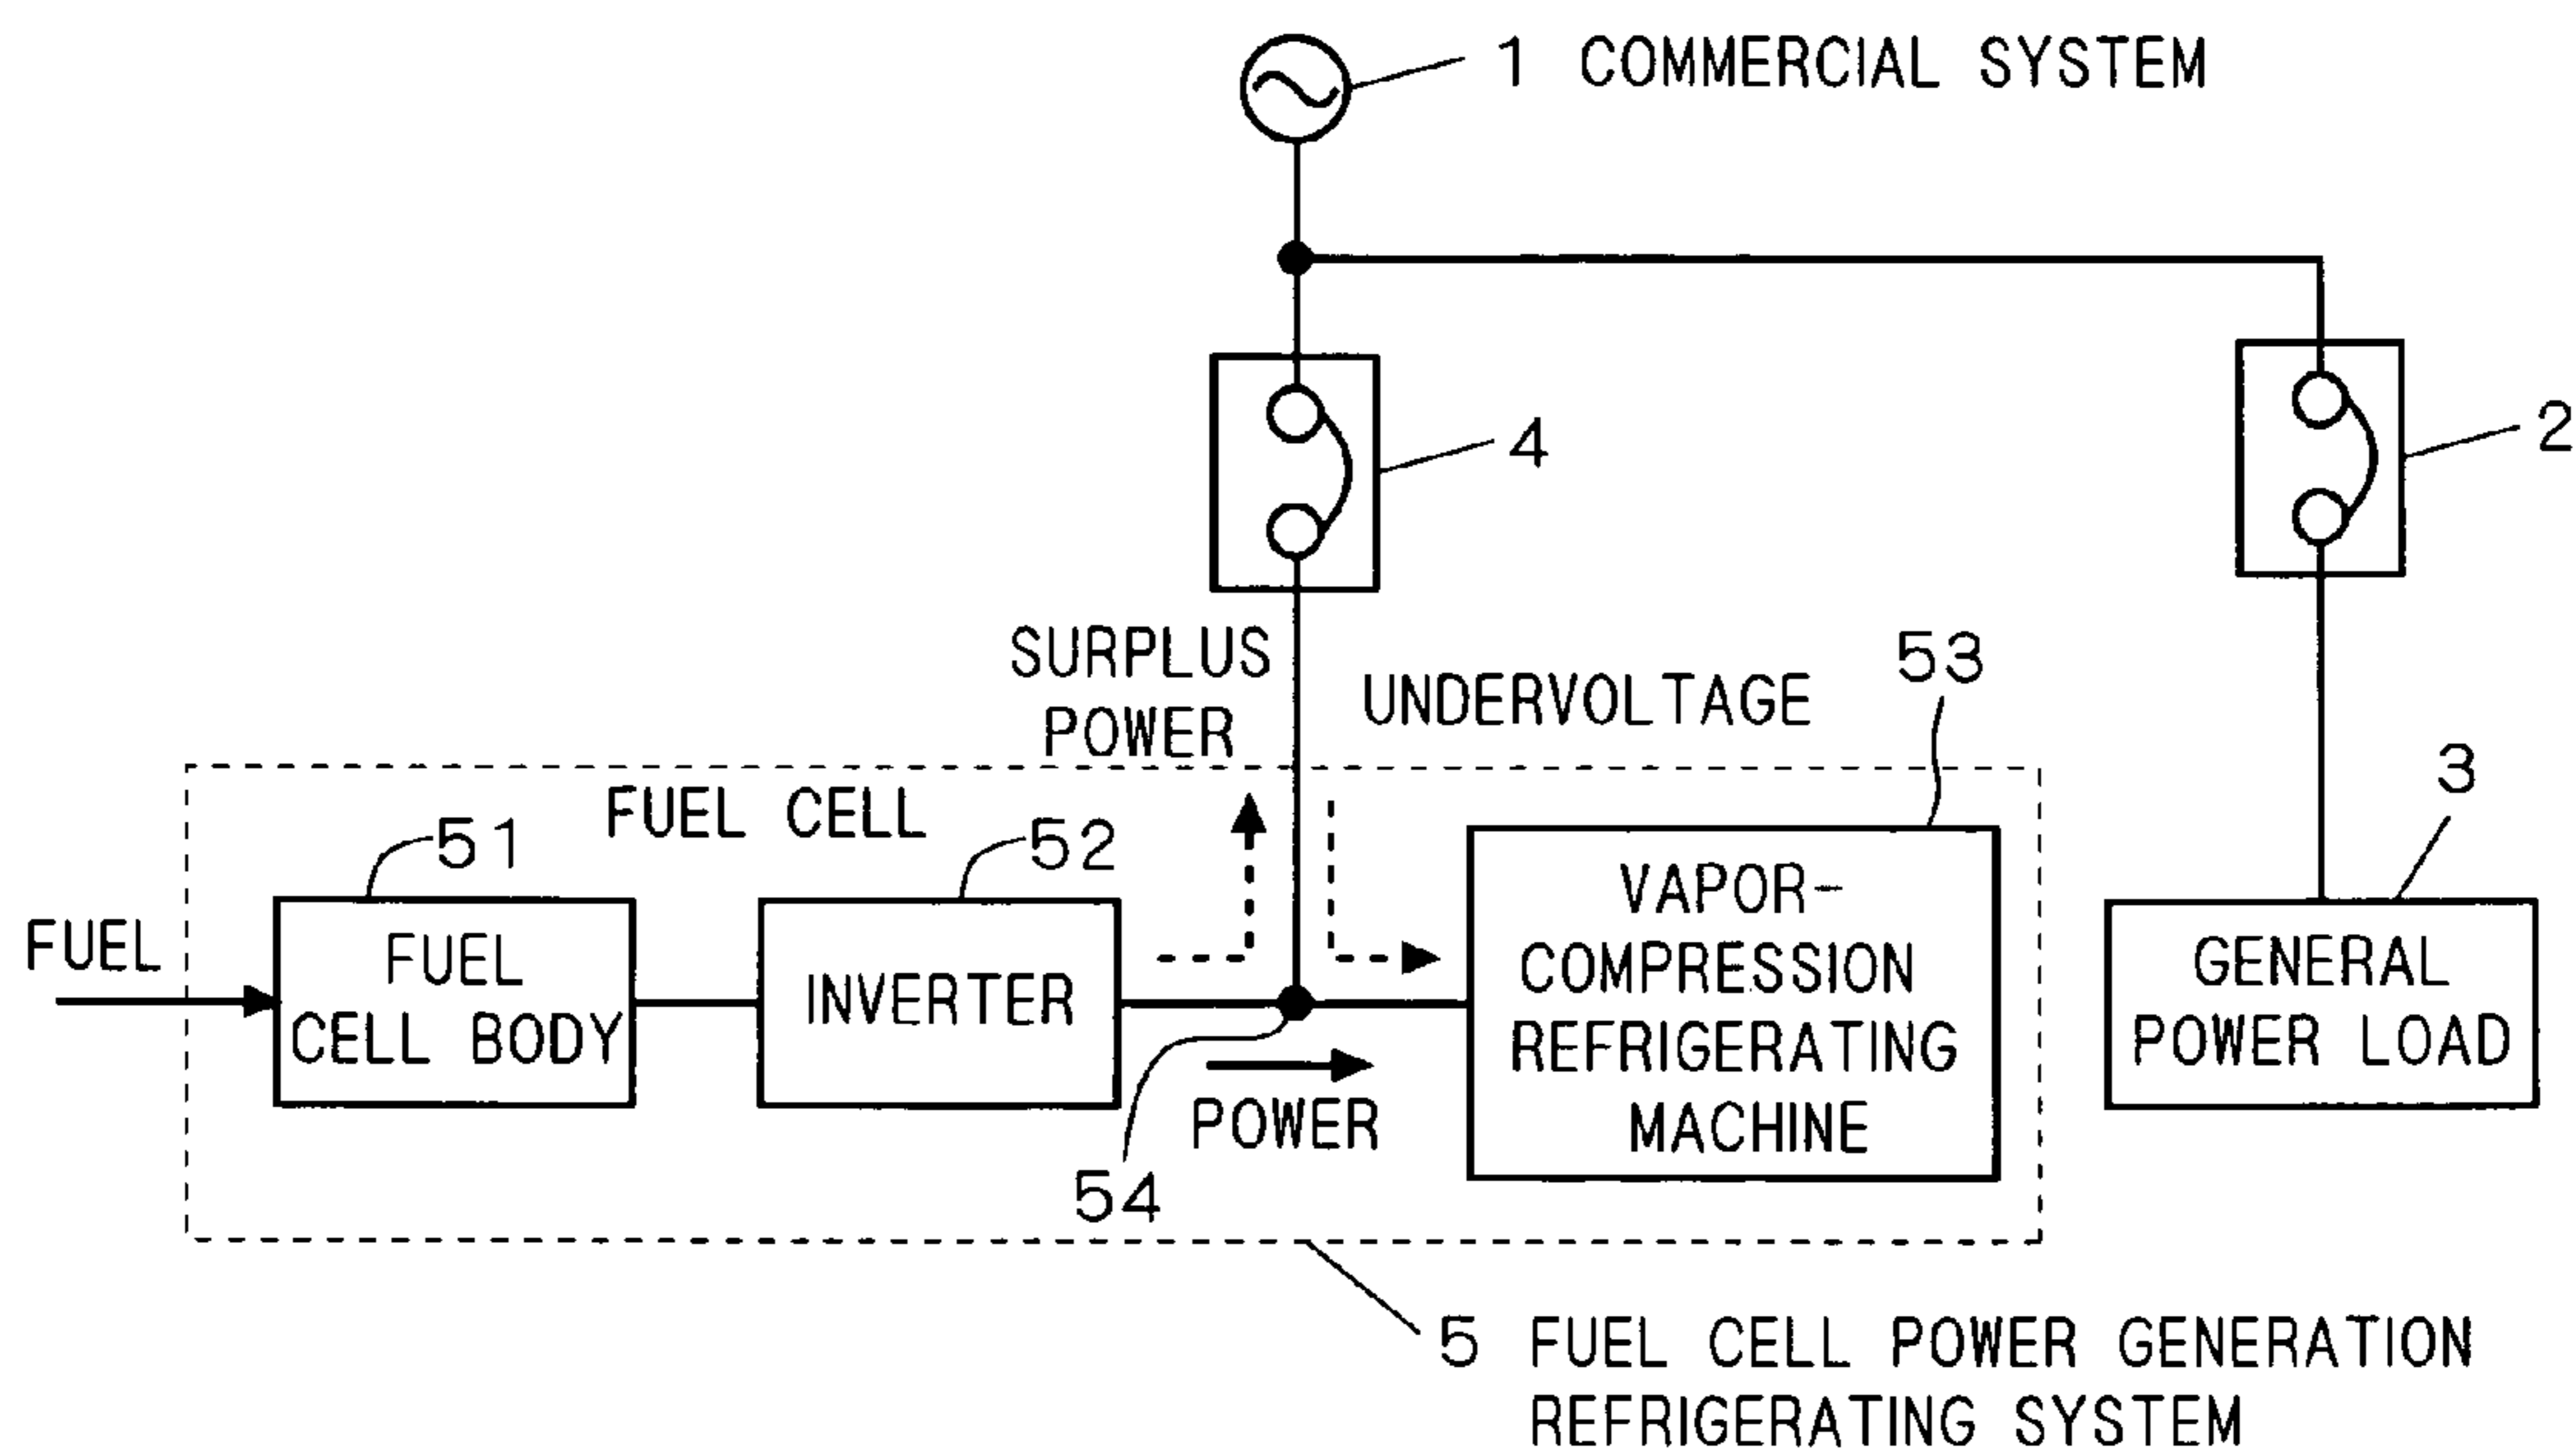 1 COMMERCIAL SYSTEM
4
2
SURPLUS
POWER
UNDERVOLTAGE
53
3
FUEL CELL
51
52
FUEL
FUEL
CELL BODY
INVERTER
VAPOR-
COMPRESSION
REFRIGERATING
MACHINE
GENERAL
POWER LOAD
POWER
54
5 FUEL CELL POWER GENERATION
REFRIGERATING SYSTEM